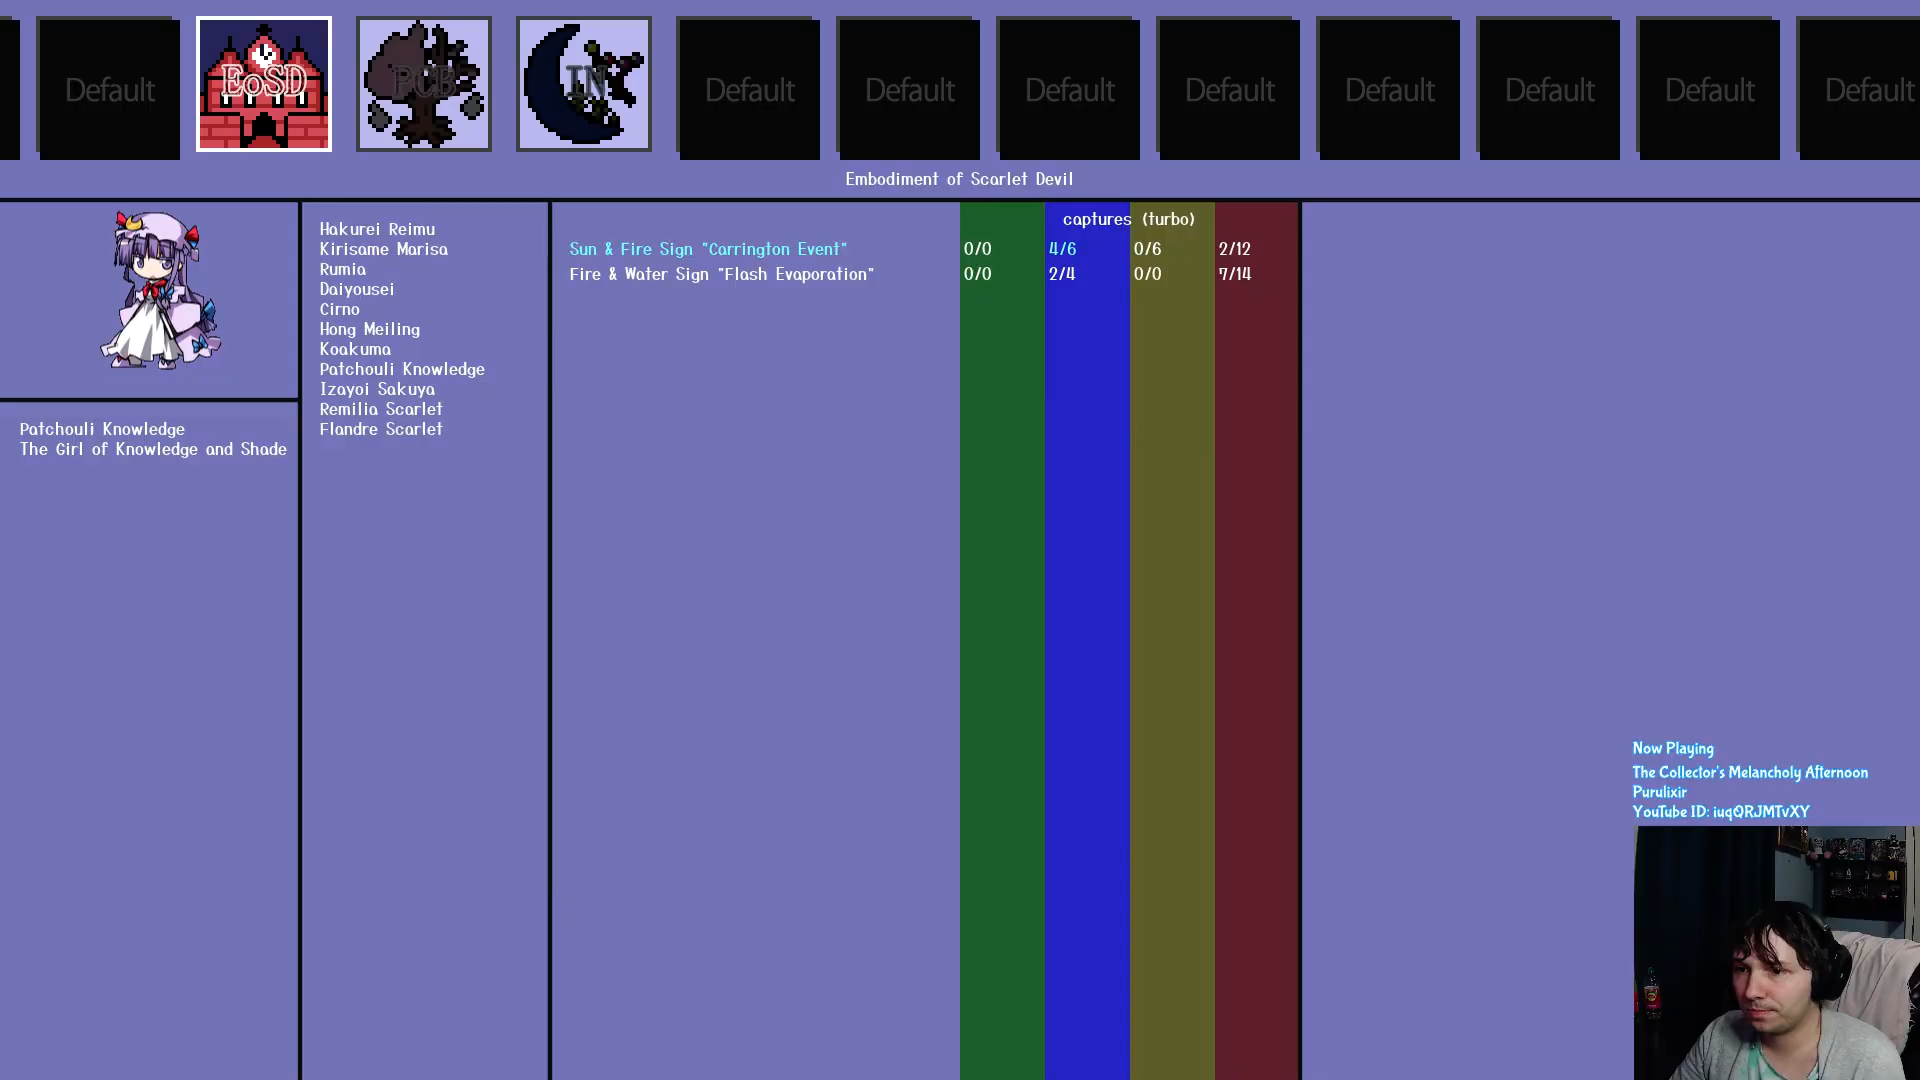 Default
EoSD
PCB
IN
Default
Default
Default
Default
Default
Default
Default
Default
Embodiment of Scarlet Devil
Patchouli Knowledge
The Girl of Knowledge and Shade
Hakurei Reimu
Kirisame Marisa
Rumia
Daiyousei
Cirno
Hong Meiling
Koakuma
Patchouli Knowledge
Izayoi Sakuya
Remilia Scarlet
Flandre Scarlet
captures (turbo)
Sun & Fire Sign "Carrington Event" 0/0 4/6 0/6 2/12
Fire & Water Sign "Flash Evaporation" 0/0 2/4 0/0 7/14
Now Playing
The Collector's Melancholy Afternoon
Purulixir
YouTube ID: iuqQRJMTvXY